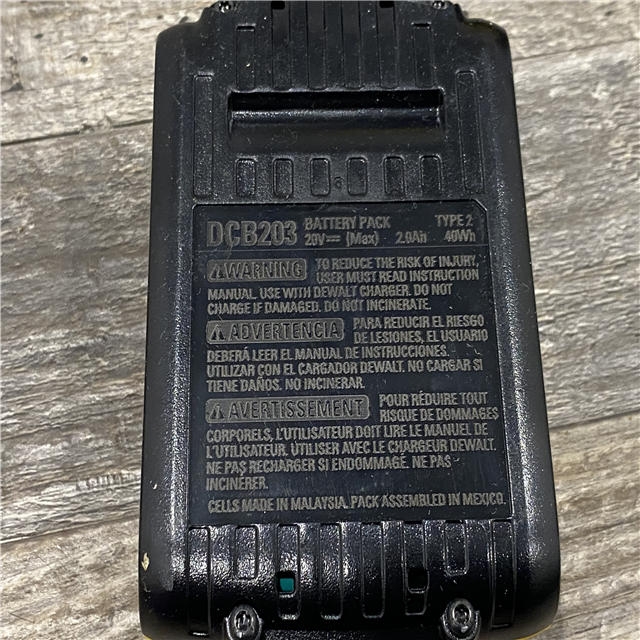 DCB203 BATTERY PACK TYPE 2
20V⎓ (Max) 2.0Ah 40Wh
⚠WARNING TO REDUCE THE RISK OF INJURY,
USER MUST READ INSTRUCTION
MANUAL. USE WITH DEWALT CHARGER. DO NOT
CHARGE IF DAMAGED. DO NOT INCINERATE.
⚠ADVERTENCIA PARA REDUCIR EL RIESGO
DE LESIONES, EL USUARIO
DEBERÁ LEER EL MANUAL DE INSTRUCCIONES.
UTILIZAR CON EL CARGADOR DEWALT. NO CARGAR SI
TIENE DAÑOS. NO INCINERAR.
⚠AVERTISSEMENT POUR RÉDUIRE TOUT
RISQUE DE DOMMAGES
CORPORELS, L'UTILISATEUR DOIT LIRE LE MANUEL DE
L'UTILISATEUR. UTILISER AVEC LE CHARGEUR DEWALT.
NE PAS RECHARGER SI ENDOMMAGÉ. NE PAS
INCINÉRER.
CELLS MADE IN MALAYSIA. PACK ASSEMBLED IN MEXICO.